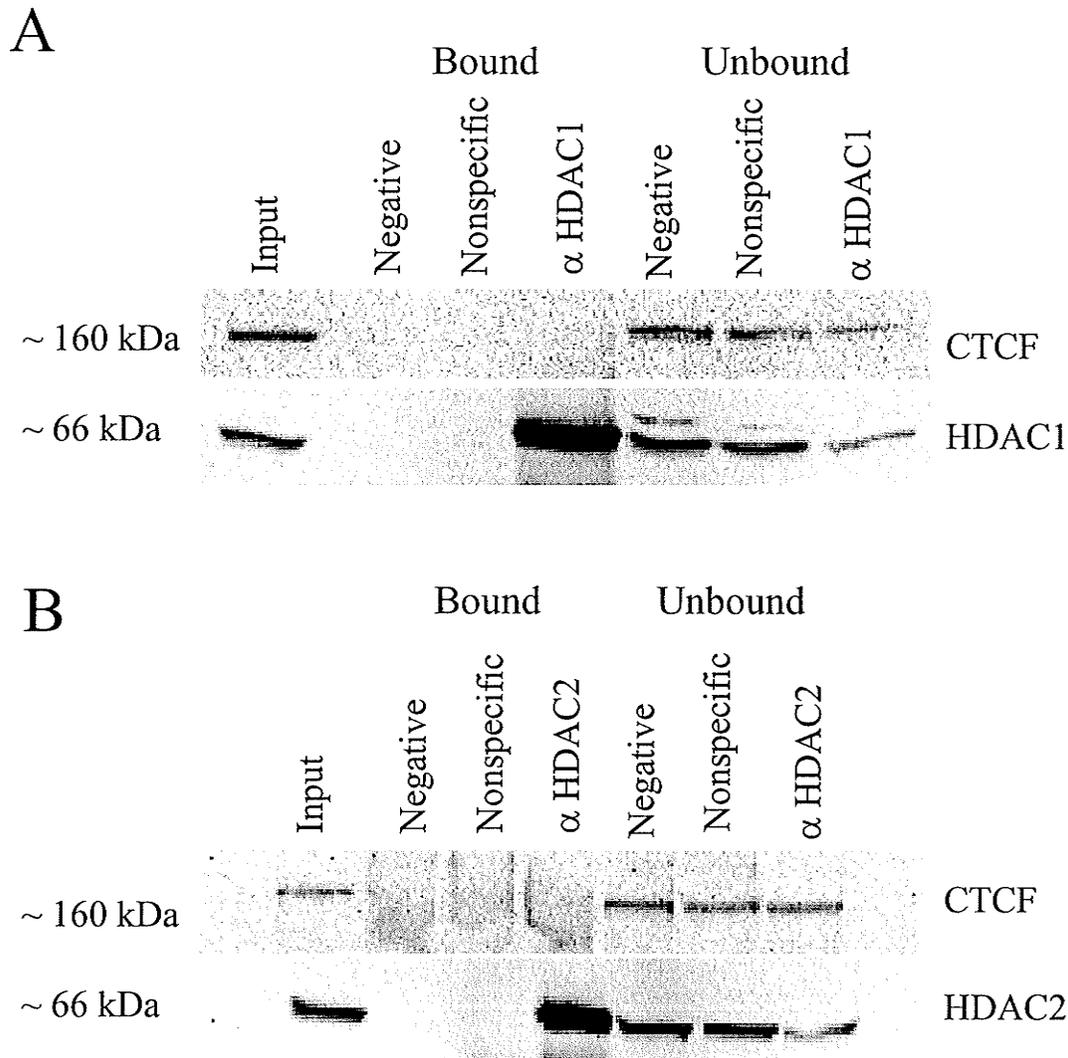 A
Bound Unbound
Input Negative Nonspecific α HDAC1 Negative Nonspecific α HDAC1
~ 160 kDa CTCF
~ 66 kDa HDAC1
B
Bound Unbound
Input Negative Nonspecific α HDAC2 Negative Nonspecific α HDAC2
~ 160 kDa CTCF
~ 66 kDa HDAC2